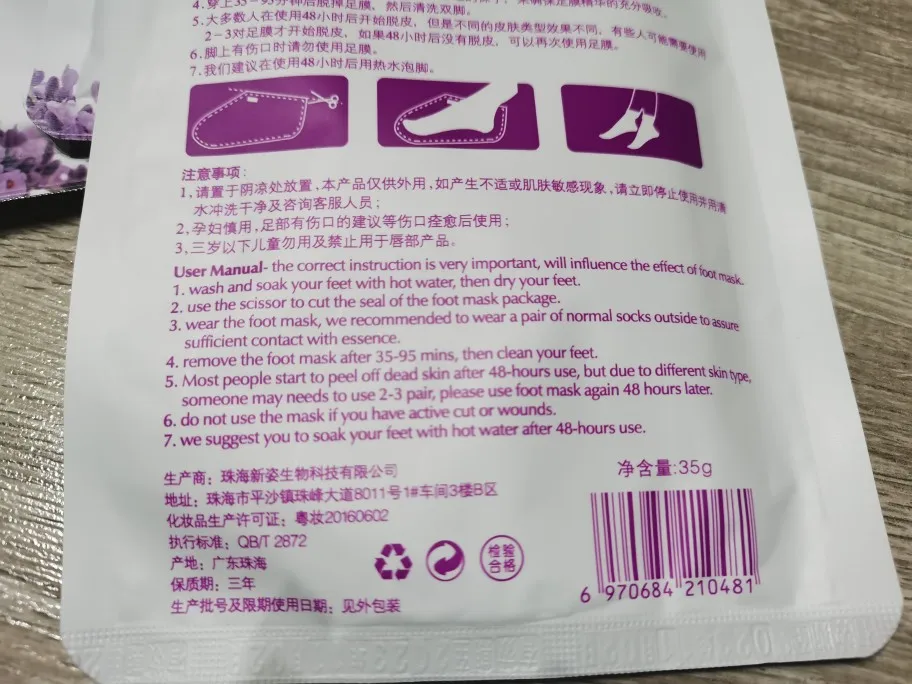 4.穿上35-95分钟后脱掉足膜，然后清洗双脚。
5.大多数人在使用48小时后开始脱皮，但是不同的皮肤类型效果不同，有些人可能需要使用
2-3对足膜才开始脱皮，如果48小时后没有脱皮，可以再次使用足膜。
6.脚上有伤口时请勿使用足膜。
7.我们建议在使用48小时后用热水泡脚。
注意事项：
1,请置于阴凉处放置,本产品仅供外用,如产生不适或肌肤敏感现象,请立即停止使用并用清
水冲洗干净及咨询客服人员；
2,孕妇慎用,足部有伤口的建议等伤口痊愈后使用；
3,三岁以下儿童勿用及禁止用于唇部产品。
User Manual- the correct instruction is very important, will influence the effect of foot mask.
1. wash and soak your feet with hot water, then dry your feet.
2. use the scissor to cut the seal of the foot mask package.
3. wear the foot mask, we recommended to wear a pair of normal socks outside to assure
sufficient contact with essence.
4. remove the foot mask after 35-95 mins, then clean your feet.
5. Most people start to peel off dead skin after 48-hours use, but due to different skin type,
someone may needs to use 2-3 pair, please use foot mask again 48 hours later.
6. do not use the mask if you have active cut or wounds.
7. we suggest you to soak your feet with hot water after 48-hours use.
生产商：珠海新姿生物科技有限公司
地址：珠海市平沙镇珠峰大道8011号1#车间3楼B区
化妆品生产许可证：粤妆20160602
执行标准：QB/T 2872
产地：广东珠海
保质期：三年
生产批号及限期使用日期：见外包装
检验
合格
净含量:35g
6 970684 210481